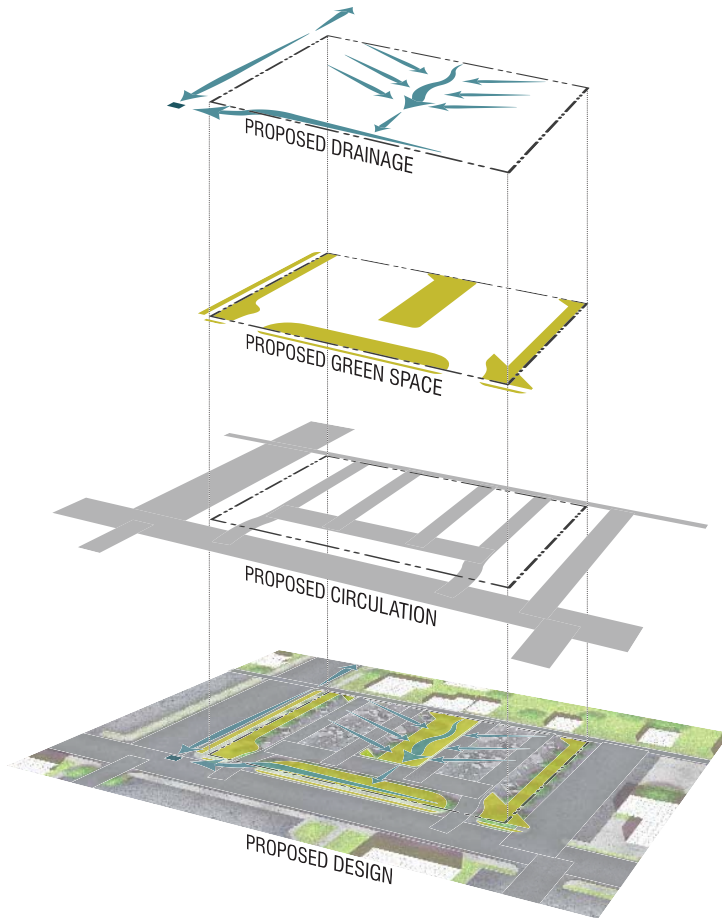 PROPOSED DRAINAGE
PROPOSED GREEN SPACE
PROPOSED CIRCULATION
PROPOSED DESIGN